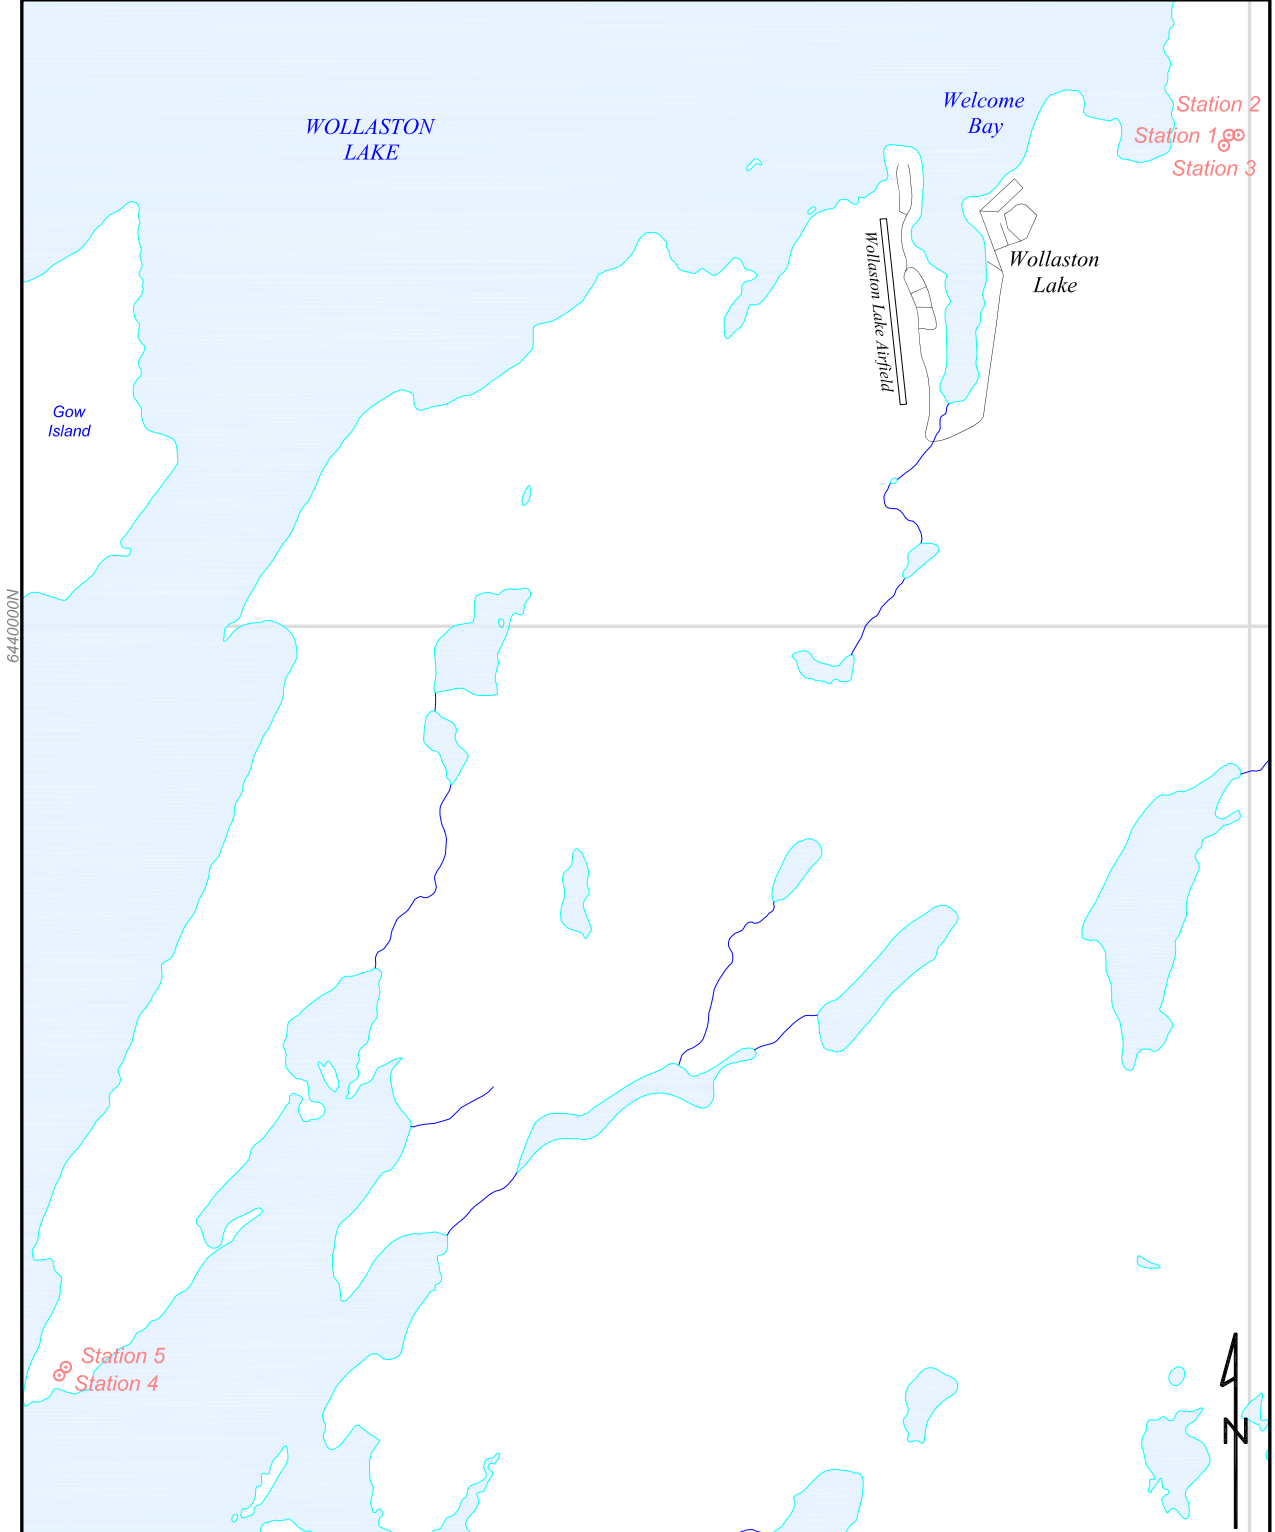 Welcome
Bay
Station 2
WOLLASTON
LAKE
Station 1
Station 3
Wollaston Lake Airfield
Wollaston
Lake
Gow
Island
6440000N
Station 5
Station 4
N